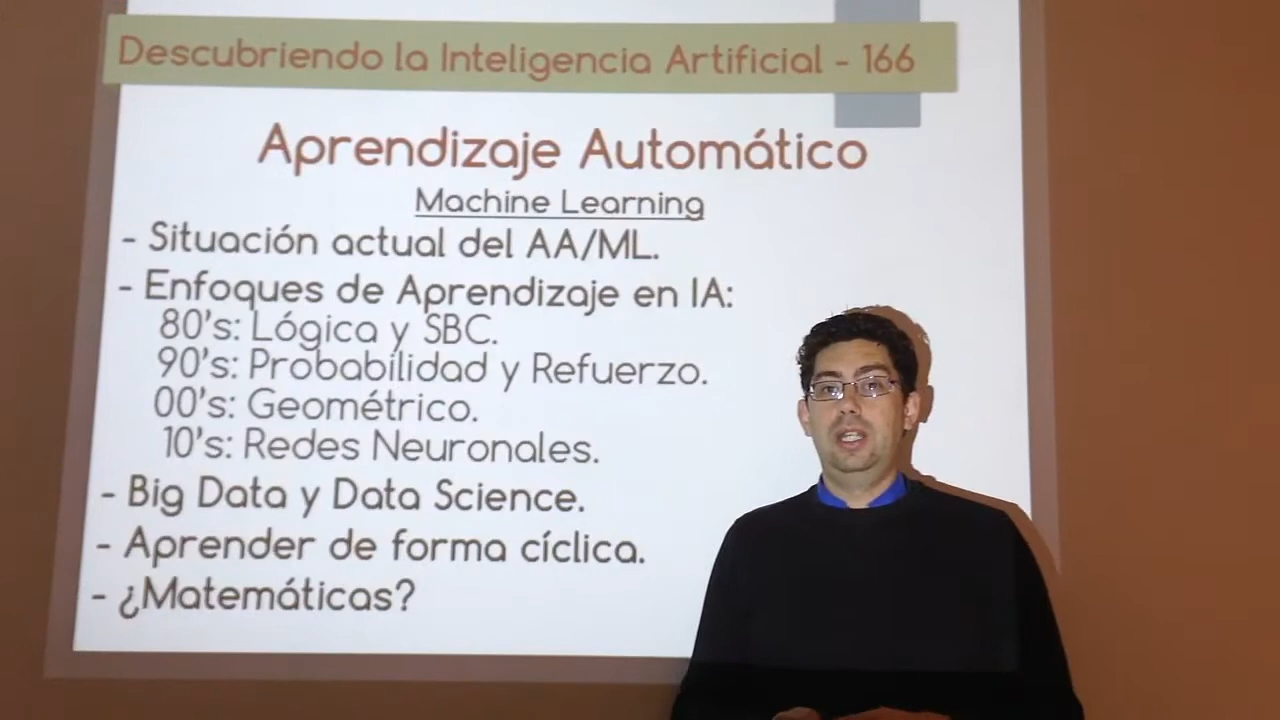 Descubriendo la Inteligencia Artificial - 166
Aprendizaje Automático
Machine Learning
- Situación actual del AA/ML.
- Enfoques de Aprendizaje en IA:
80's: Lógica y SBC.
90's: Probabilidad y Refuerzo.
00's: Geométrico.
10's: Redes Neuronales.
- Big Data y Data Science.
- Aprender de forma cíclica.
- ¿Matemáticas?